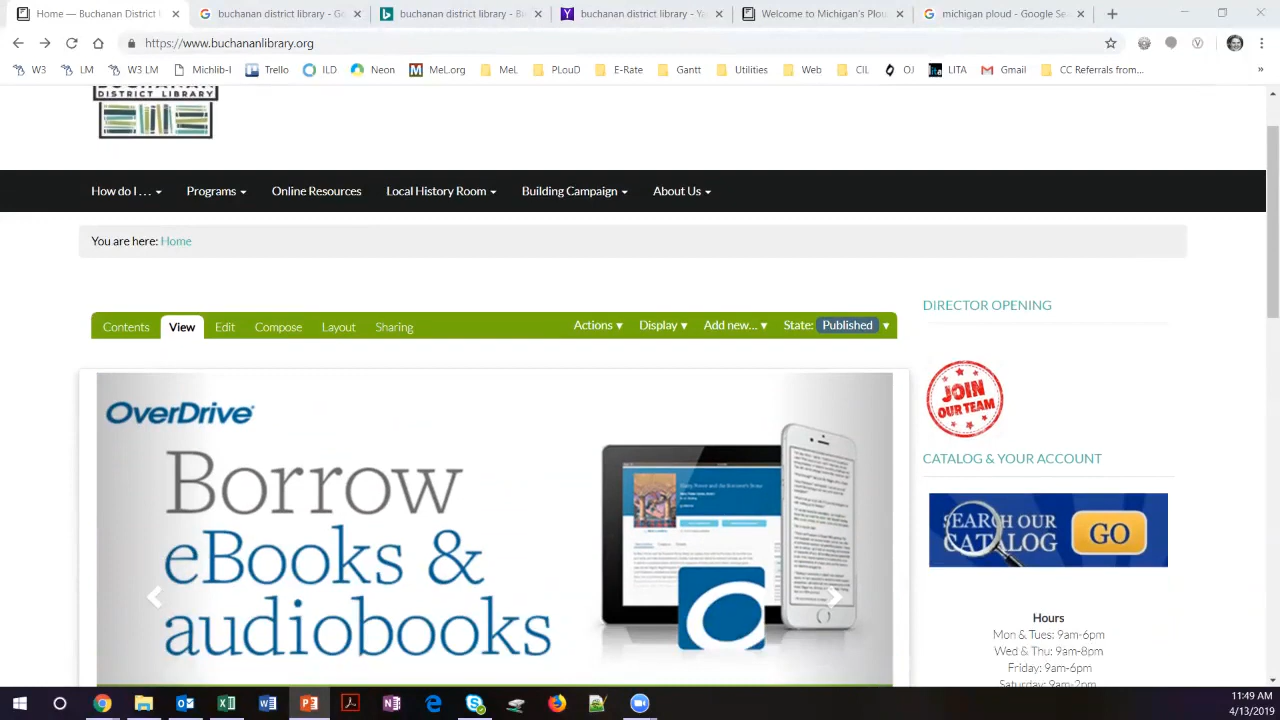 Home -
buchanan district library - G
buchanan district library - B
buchanan district library - Y
Welcome to Michigan's Plou
michigan ploud - Google Se
https://www.buchananlibrary.org
W3 LM W3 LM Michlib-l Trello ILD Neon MeL.org MeL PLouD E-Rate Gantt Utilities Web CIL OJ LITA Gmail CC Referrals from... »
DISTRICT LIBRARY
How do I . . . Programs Online Resources Local History Room Building Campaign About Us
You are here: Home
DIRECTOR OPENING
Contents View Edit Compose Layout Sharing Actions ▾ Display ▾ Add new... ▾ State: Published ▾
JOIN
OUR TEAM
OverDrive
Borrow
eBooks &
audiobooks
CATALOG & YOUR ACCOUNT
SEARCH OUR
CATALOG
GO
Hours
Mon & Tues: 9am-6pm
Wed & Thu: 9am-8pm
Friday: 9am-6pm
Saturday: 9am-2pm
11:49 AM
4/13/2019